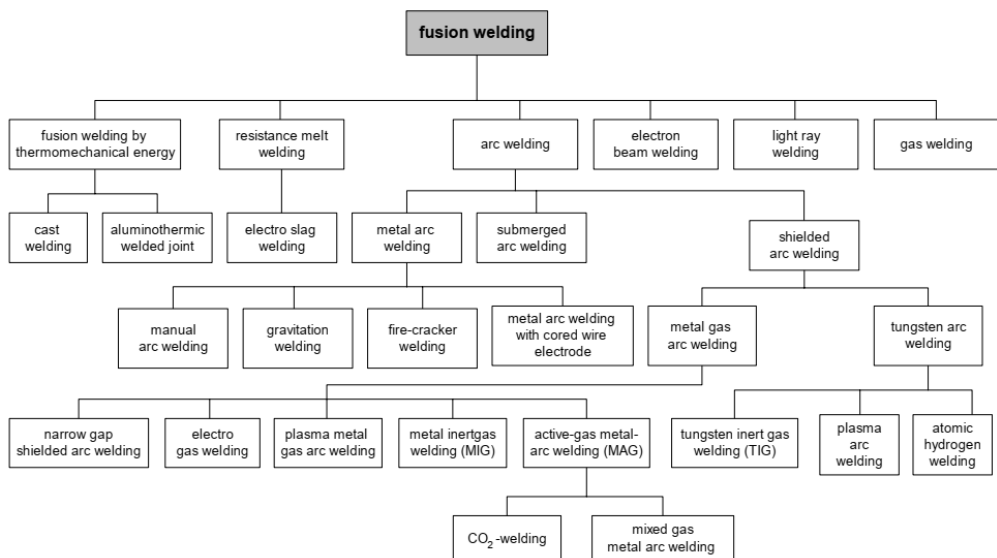 fusion welding
fusion welding by
thermomechanical energy
resistance melt
welding
arc welding
electron
beam welding
light ray
welding
gas welding
cast
welding
aluminothermic
welded joint
electro slag
welding
metal arc
welding
submerged
arc welding
shielded
arc welding
manual
arc welding
gravitation
welding
fire-cracker
welding
metal arc welding
with cored wire
electrode
metal gas
arc welding
tungsten arc
welding
narrow gap
shielded arc welding
electro
gas welding
plasma metal
gas arc welding
metal inertgas
welding (MIG)
active-gas metal-
arc welding (MAG)
tungsten inert gas
welding (TIG)
plasma
arc
welding
atomic
hydrogen
welding
CO₂-welding
mixed gas
metal arc welding